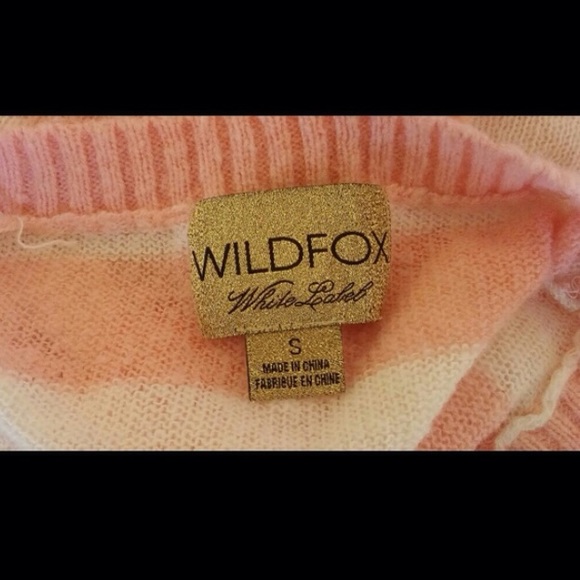 WILDFOX
White Label
S
MADE IN CHINA
FABRIQUE EN CHINE